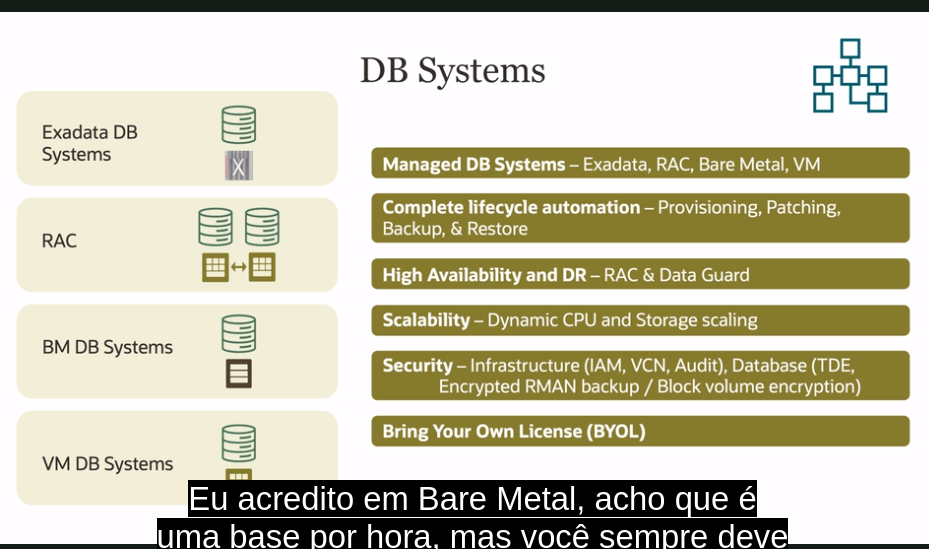 DB Systems
Exadata DB
Systems
RAC
BM DB Systems
VM DB Systems
Managed DB Systems – Exadata, RAC, Bare Metal, VM
Complete lifecycle automation – Provisioning, Patching,
Backup, & Restore
High Availability and DR – RAC & Data Guard
Scalability – Dynamic CPU and Storage scaling
Security – Infrastructure (IAM, VCN, Audit), Database (TDE,
Encrypted RMAN backup / Block volume encryption)
Bring Your Own License (BYOL)
Eu acredito em Bare Metal, acho que é
uma base por hora, mas você sempre deve